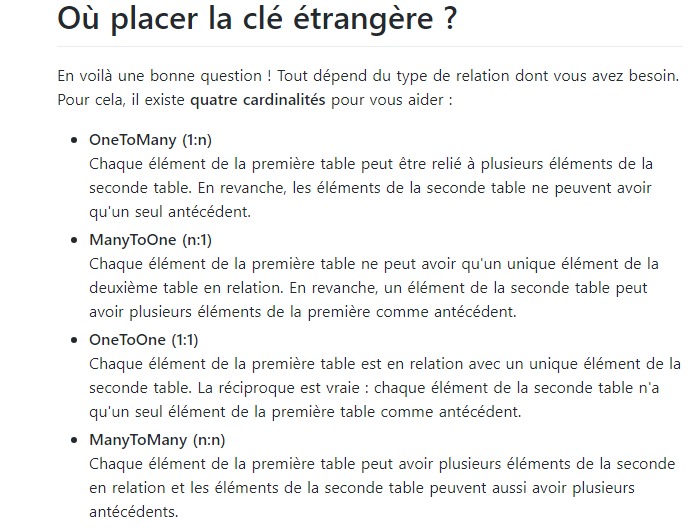 Où placer la clé étrangère ?
En voilà une bonne question ! Tout dépend du type de relation dont vous avez besoin.
Pour cela, il existe quatre cardinalités pour vous aider :
• OneToMany (1:n)
Chaque élément de la première table peut être relié à plusieurs éléments de la
seconde table. En revanche, les éléments de la seconde table ne peuvent avoir
qu'un seul antécédent.
• ManyToOne (n:1)
Chaque élément de la première table ne peut avoir qu'un unique élément de la
deuxième table en relation. En revanche, un élément de la seconde table peut
avoir plusieurs éléments de la première comme antécédent.
• OneToOne (1:1)
Chaque élément de la première table est en relation avec un unique élément de la
seconde table. La réciproque est vraie : chaque élément de la seconde table n'a
qu'un seul élément de la première table comme antécédent.
• ManyToMany (n:n)
Chaque élément de la première table peut avoir plusieurs éléments de la seconde
en relation et les éléments de la seconde table peuvent aussi avoir plusieurs
antécédents.